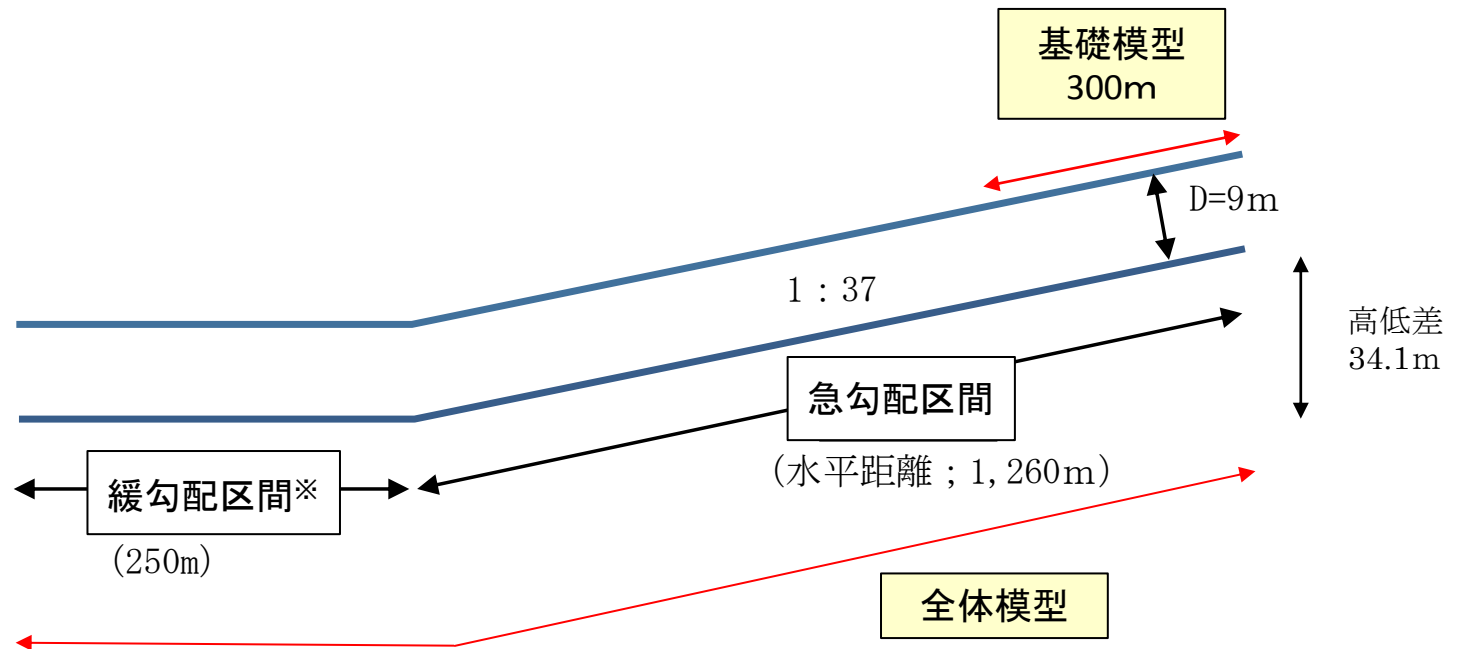 基礎模型
300m
D=9m
1：37
高低差
34.1m
急勾配区間
(水平距離；1,260m)
緩勾配区間※
(250m)
全体模型